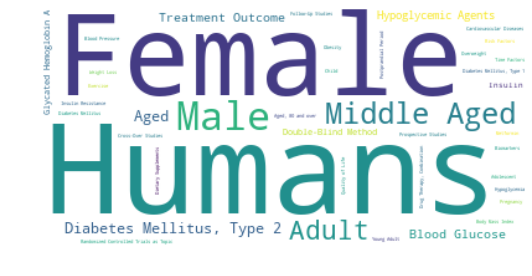 Glycated Hemoglobin A
Treatment Outcome
Follow-Up Studies
Hypoglycemic Agents
Female
Cardiovascular Diseases
Blood Pressure
Obesity
Postprandial Period
Risk Factors
Overweight
Time Factors
Weight Loss
Child
Diabetes Mellitus, Type 1
Exercise
Insulin
Insulin Resistance
Diabetes Mellitus
Aged
Male
Aged, 80 and over
Middle Aged
Cross-Over Studies
Double-Blind Method
Prospective Studies
Humans
Biomarkers
Dietary Supplements
Quality of Life
Drug Therapy, Combination
Adolescent
Hypoglycemia
Pregnancy
Body Mass Index
Diabetes Mellitus, Type 2
Adult
Blood Glucose
Randomized Controlled Trials as Topic
Young Adult